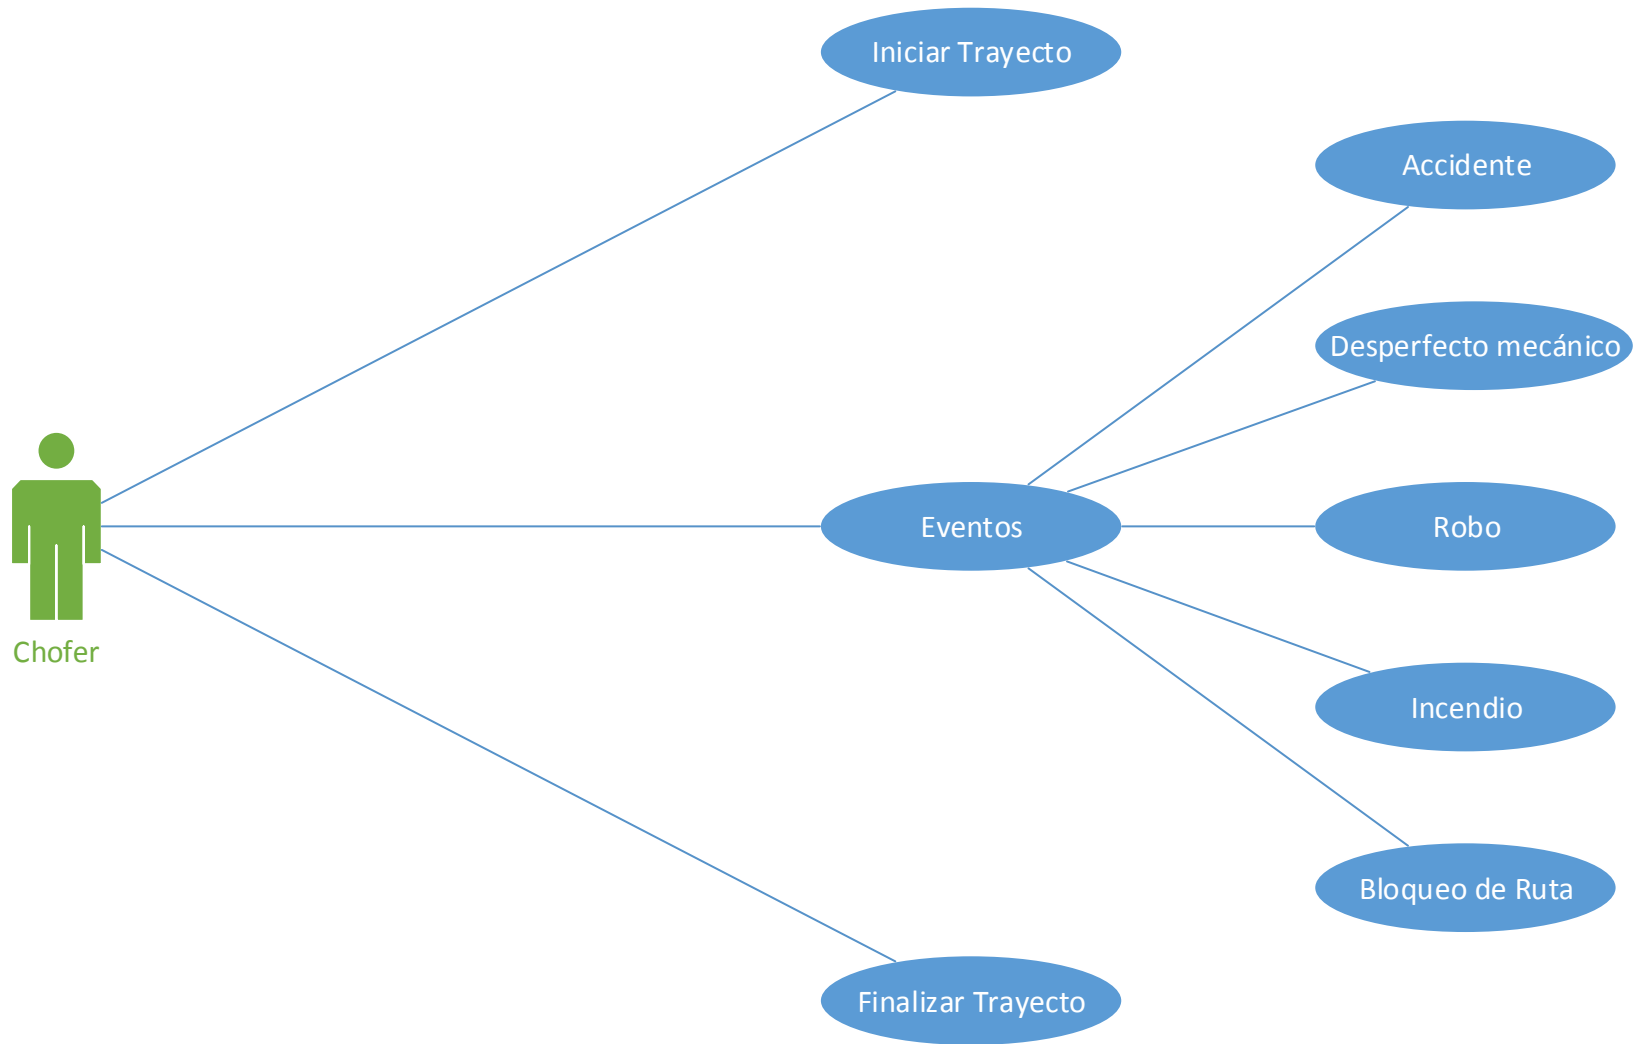 Iniciar Trayecto
Accidente
Desperfecto mecánico
Eventos
Robo
Chofer
Incendio
Bloqueo de Ruta
Finalizar Trayecto